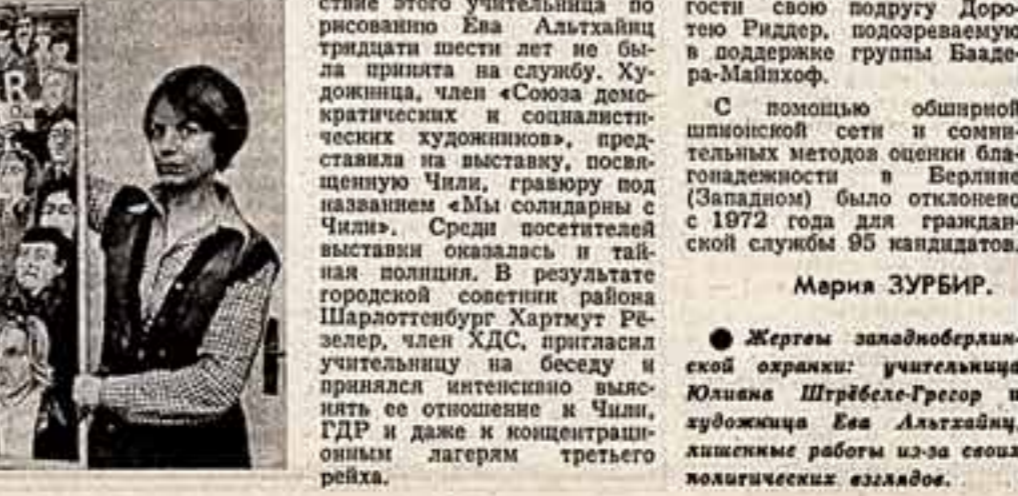 R
ствие этого учительница по
рисованию Ева Альтхайнц
тридцати шести лет не бы-
ла принята на службу. Ху-
дожница, член «Союза демо-
кратических и социалисти-
ческих художников», пред-
ставила на выставку, посвя-
щенную Чили, гравюру под
названием «Мы солидарны с
Чили». Среди посетителей
выставки оказалась и тай-
ная полиция. В результате
городской советник района
Шарлоттенбург Хартмут Рё-
зелер, член ХДС, пригласил
учительницу на беседу и
принялся интенсивно выяс-
нять ее отношение к Чили,
ГДР и даже к концентраци-
онным лагерям третьего
рейха.
гости свою подругу Доро-
тею Риддер, подозреваемую
в поддержке группы Бааде-
ра-Майнхоф.
С помощью обширной
шпионской сети и сомни-
тельных методов оценки бла-
гонадежности в Берлине
(Западном) было отклонено
с 1972 года для граждан-
ской службы 95 кандидатов.
Мария ЗУРБИР.
● Жертвы западноберлин-
ской охранки: учительница
Юлиана Штрёбеле-Грегор и
художница Ева Альтхайнц,
лишенные работы из-за своих
политических взглядов.